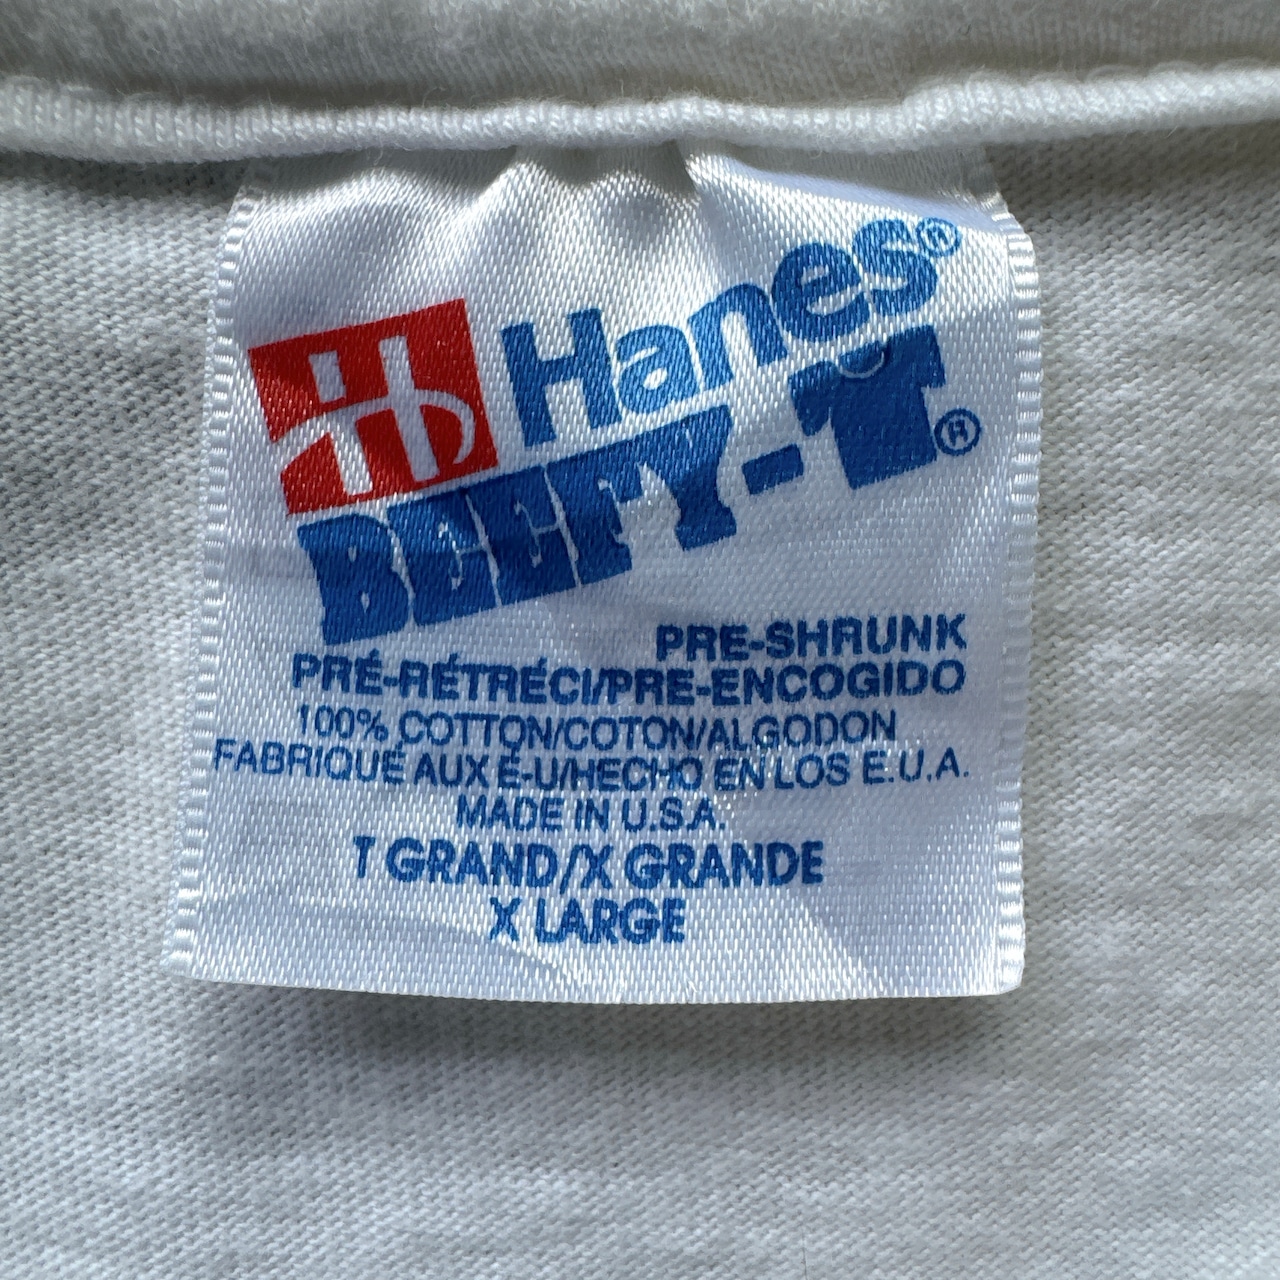 Hanes®
BEEFY-T®
PRE-SHRUNK
PRÉ-RÉTRÉCI/PRE-ENCOGIDO
100% COTTON/COTON/ALGODON
FABRIQUÉ AUX É-U/HECHO EN LOS E.U.A.
MADE IN U.S.A.
T GRAND/X GRANDE
X LARGE